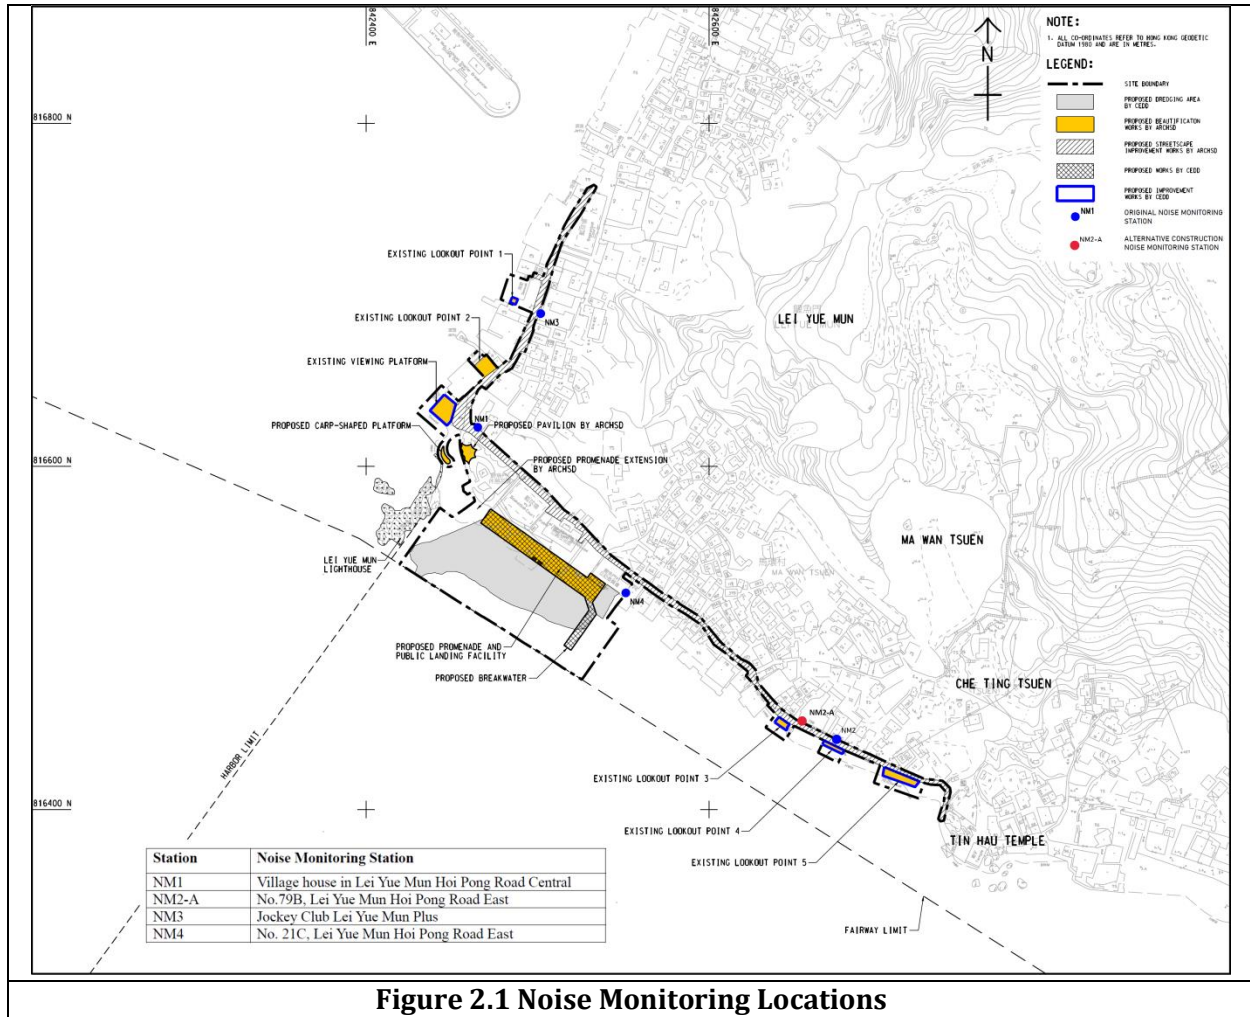 842400 E
842600 E
816800 N
816600 N
816400 N
N
NOTE:
1. ALL CO-ORDINATES REFER TO HONG KONG GEODETIC
DATUM 1980 AND ARE IN METRES.
LEGEND:
SITE BOUNDARY
PROPOSED DREDGING AREA
BY CEDD
PROPOSED BEAUTIFICATON
WORKS BY ARCHSD
PROPOSED STREETSCAPE
IMPROVEMENT WORKS BY ARCHSD
PROPOSED WORKS BY CEDD
PROPOSED IMPROVEMENT
WORKS BY CEDD
NM1
ORIGINAL NOISE MONITORING
STATION
NM2-A
ALTERNATIVE CONSTRUCTION
NOISE MONITORING STATION
EXISTING LOOKOUT POINT 1
NM3
EXISTING LOOKOUT POINT 2
LEI YUE MUN
LEI YUE MUN
EXISTING VIEWING PLATFORM
PROPOSED CARP-SHAPED PLATFORM
NM1
PROPOSED PAVILION BY ARCHSD
PROPOSED PROMENADE EXTENSION
BY ARCHSD
LEI YUE MUN
LIGHTHOUSE
MA WAN TSUEN
MA WAN TSUEN
NM4
PROPOSED PROMENADE AND
PUBLIC LANDING FACILITY
PROPOSED BREAKWATER
CHE TING TSUEN
NM2-A
NM2
HARBOR LIMIT
EXISTING LOOKOUT POINT 3
EXISTING LOOKOUT POINT 4
EXISTING LOOKOUT POINT 5
TIN HAU TEMPLE
FAIRWAY LIMIT
Station Noise Monitoring Station
NM1 Village house in Lei Yue Mun Hoi Pong Road Central
NM2-A No.79B, Lei Yue Mun Hoi Pong Road East
NM3 Jockey Club Lei Yue Mun Plus
NM4 No. 21C, Lei Yue Mun Hoi Pong Road East
Figure 2.1 Noise Monitoring Locations